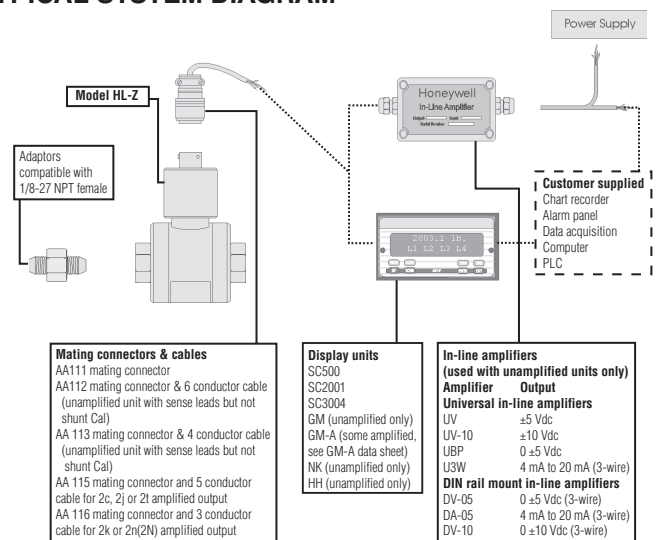 TYPICAL SYSTEM DIAGRAM
Power Supply
Honeywell
In-Line Amplifier
Output
Input
Serial Number
Model HL-Z
Adaptors
compatible with
1/8-27 NPT female
2003.1 lb.
L1 L2 L3 L4
Customer supplied
Chart recorder
Alarm panel
Data acquisition
Computer
PLC
Mating connectors & cables
AA111 mating connector
AA112 mating connector & 6 conductor cable
(unamplified unit with sense leads but not
shunt Cal)
AA 113 mating connector & 4 conductor cable
(unamplified unit with sense leads but not
shunt Cal)
AA 115 mating connector and 5 conductor
cable for 2c, 2j or 2t amplified output
AA 116 mating connector and 3 conductor
cable for 2k or 2n(2N) amplified output
Display units
SC500
SC2001
SC3004
GM (unamplified only)
GM-A (some amplified,
see GM-A data sheet)
NK (unamplified only)
HH (unamplified only)
In-line amplifiers
(used with unamplified units only)
Amplifier Output
Universal in-line amplifiers
UV ±5 Vdc
UV-10 ±10 Vdc
UBP 0 ±5 Vdc
U3W 4 mA to 20 mA (3-wire)
DIN rail mount in-line amplifiers
DV-05 0 ±5 Vdc (3-wire)
DA-05 4 mA to 20 mA (3-wire)
DV-10 0 ±10 Vdc (3-wire)